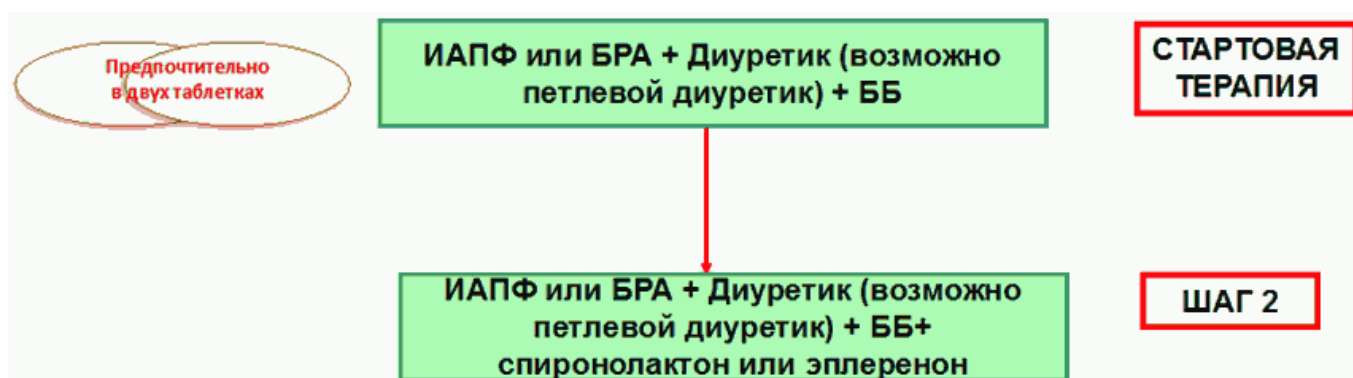 Предпочтительно
в двух таблетках
ИАПФ или БРА + Диуретик (возможно
петлевой диуретик) + ББ
СТАРТОВАЯ
ТЕРАПИЯ
ИАПФ или БРА + Диуретик (возможно
петлевой диуретик) + ББ+
спиронолактон или эплеренон
ШАГ 2